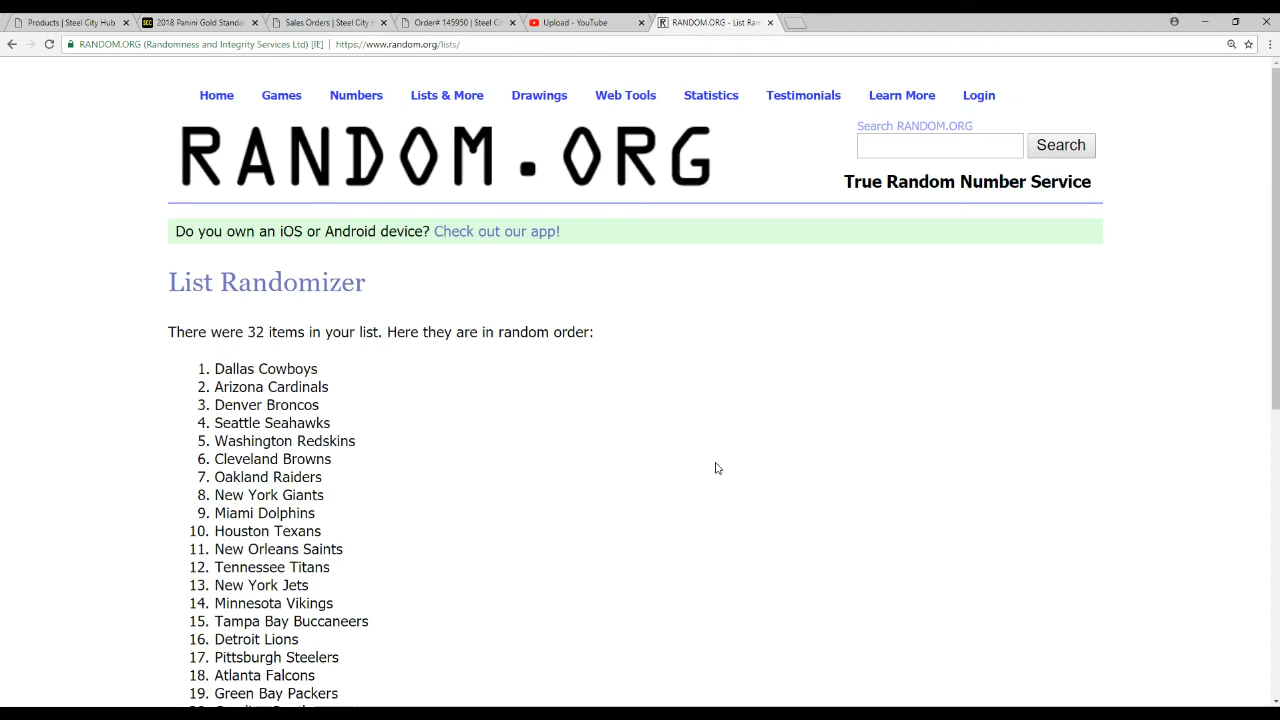 Products | Steel City Hub
2018 Panini Gold Standa
Sales Orders | Steel City H
Order# 145950 | Steel C
Upload - YouTube
RANDOM.ORG - List Ran
RANDOM.ORG (Randomness and Integrity Services Ltd) [IE]
https://www.random.org/lists/
Home Games Numbers Lists & More Drawings Web Tools Statistics Testimonials Learn More Login
RANDOM.ORG
Search RANDOM.ORG
Search
True Random Number Service
Do you own an iOS or Android device? Check out our app!
List Randomizer
There were 32 items in your list. Here they are in random order:
1. Dallas Cowboys
2. Arizona Cardinals
3. Denver Broncos
4. Seattle Seahawks
5. Washington Redskins
6. Cleveland Browns
7. Oakland Raiders
8. New York Giants
9. Miami Dolphins
10. Houston Texans
11. New Orleans Saints
12. Tennessee Titans
13. New York Jets
14. Minnesota Vikings
15. Tampa Bay Buccaneers
16. Detroit Lions
17. Pittsburgh Steelers
18. Atlanta Falcons
19. Green Bay Packers